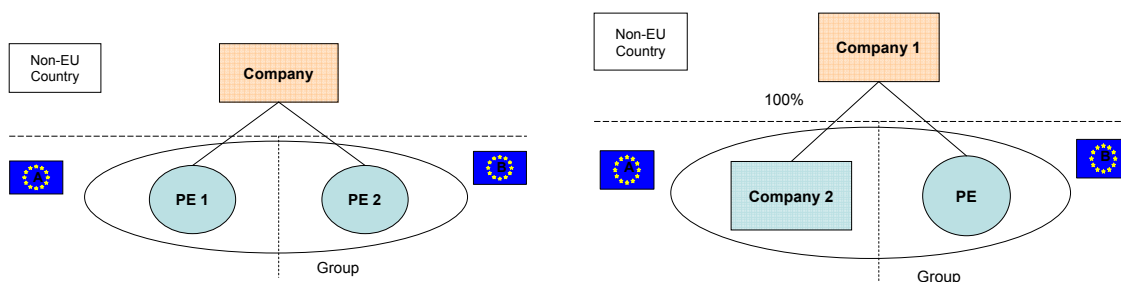 Non-EU
Country
Company
A
B
PE 1
PE 2
Group
Non-EU
Country
Company 1
100%
A
B
Company 2
PE
Group